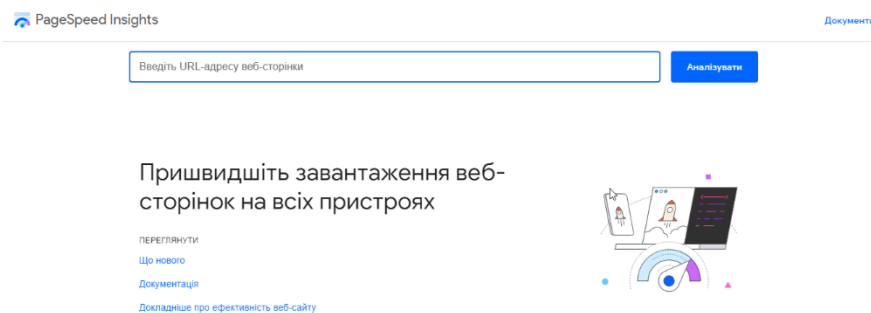 PageSpeed Insights
Введіть URL-адресу веб-сторінки
Аналізувати
Пришвидшіть завантаження веб-
сторінок на всіх пристроях
ПЕРЕГЛЯНУТИ
Що нового
Документація
Докладніше про ефективність веб-сайту